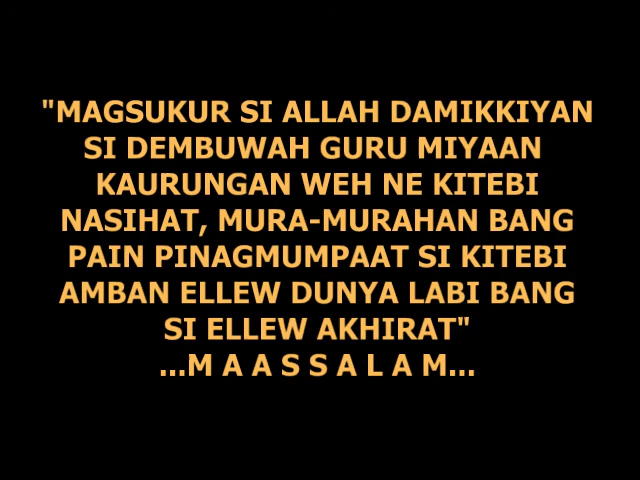 "MAGSUKUR SI ALLAH DAMIKKIYAN
SI DEMBUWAH GURU MIYAAN
KAURUNGAN WEH NE KITEBI
NASIHAT, MURA-MURAHAN BANG
PAIN PINAGMUMPAAT SI KITEBI
AMBAN ELLEW DUNYA LABI BANG
SI ELLEW AKHIRAT"
...M A A S S A L A M...